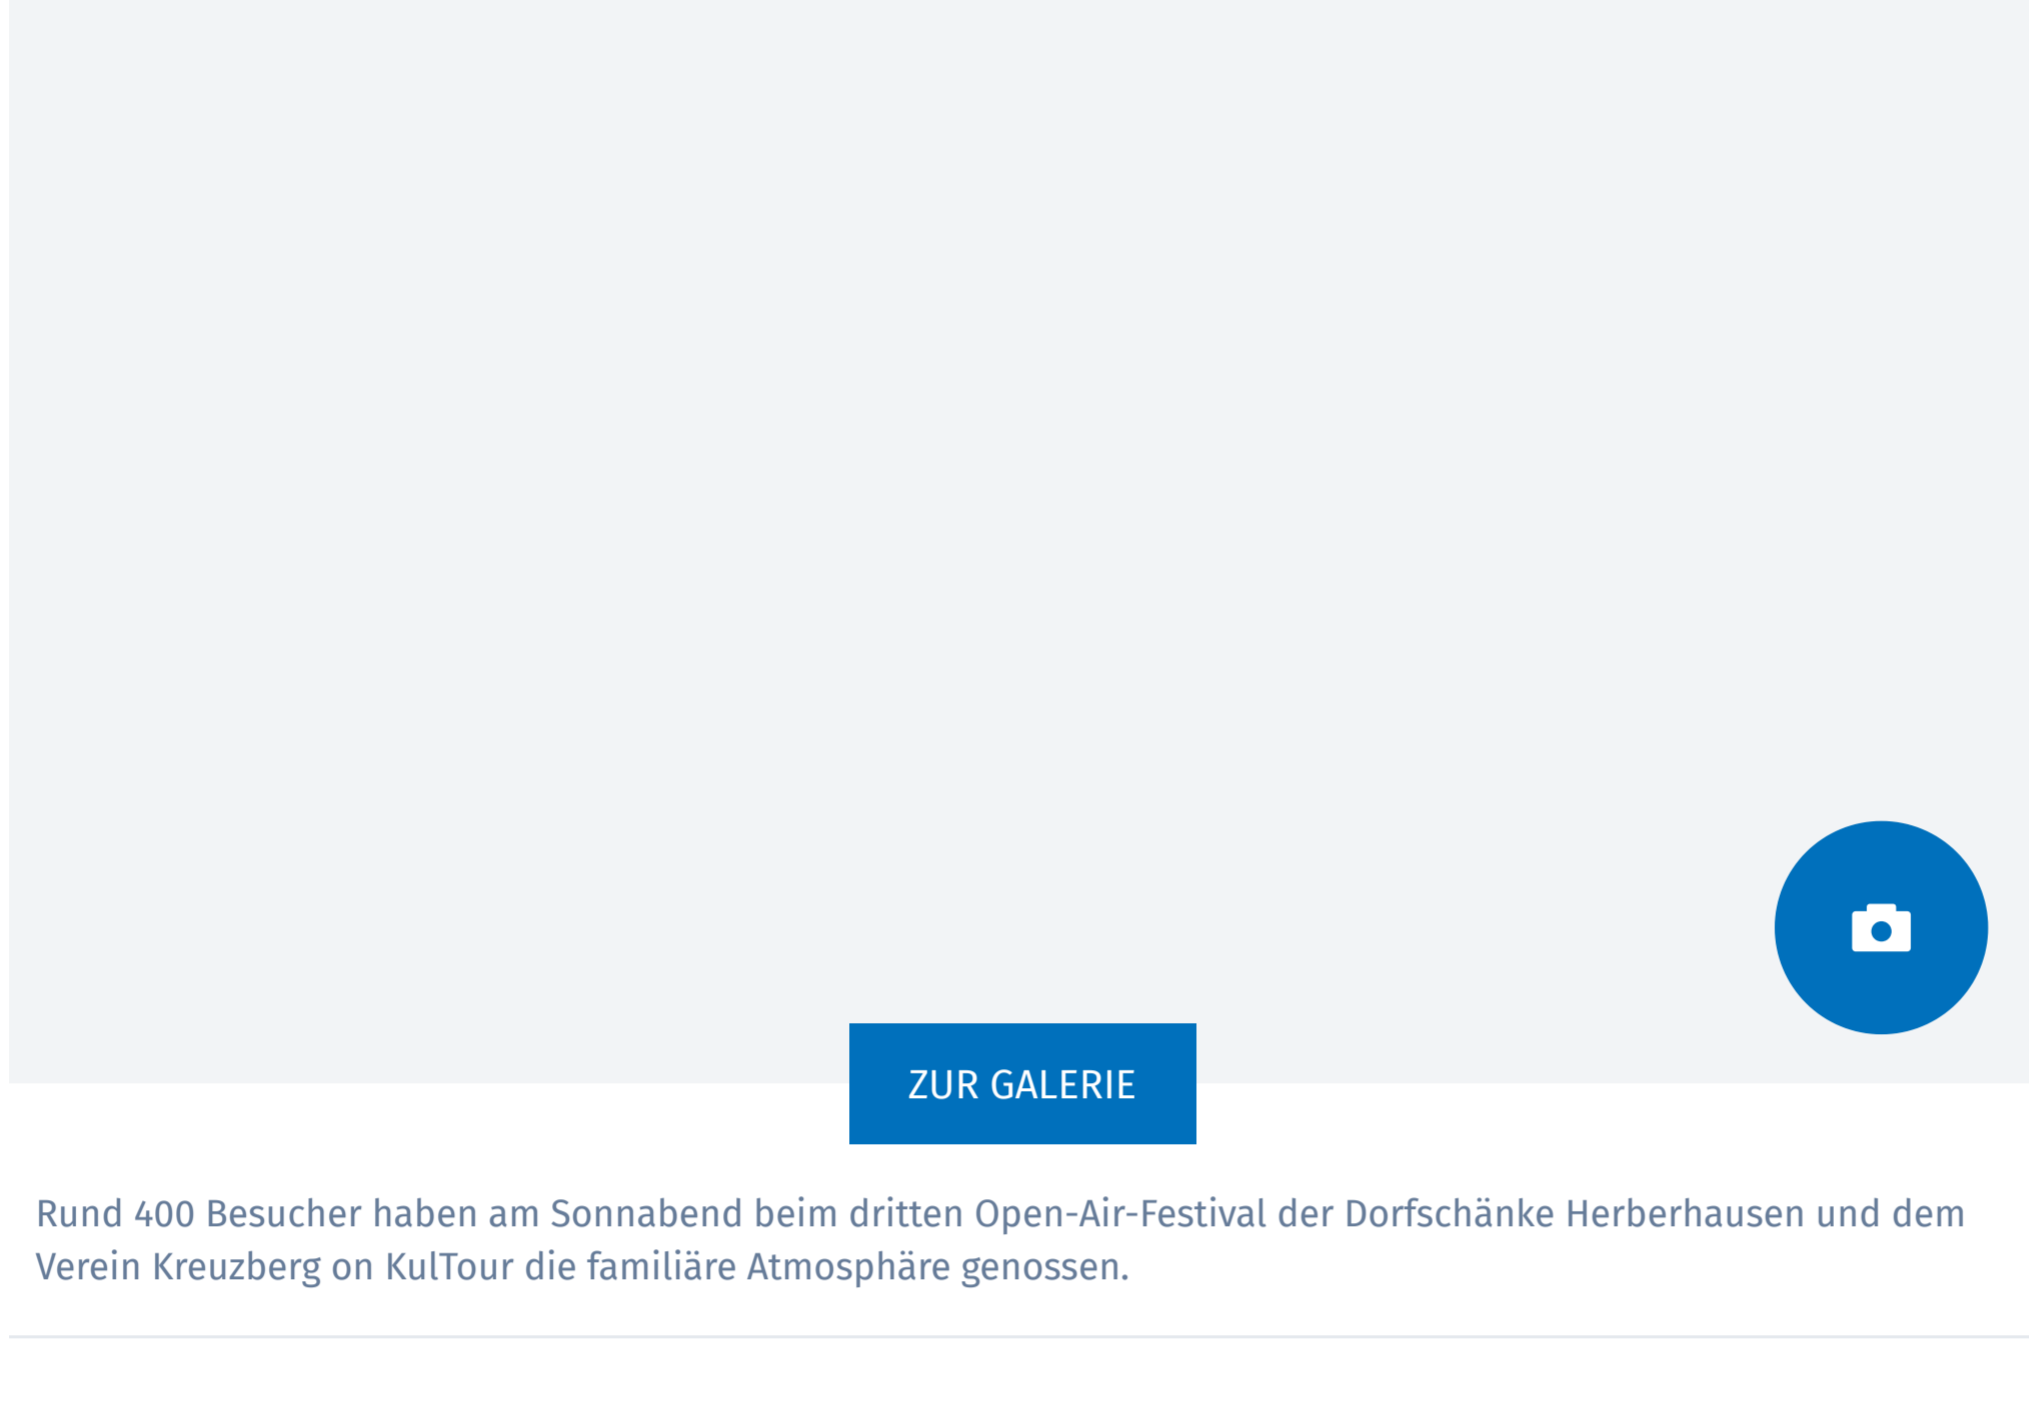 ZUR GALERIE
Rund 400 Besucher haben am Sonnabend beim dritten Open-Air-Festival der Dorfschänke Herberhausen und dem
Verein Kreuzberg on KulTour die familiäre Atmosphäre genossen.